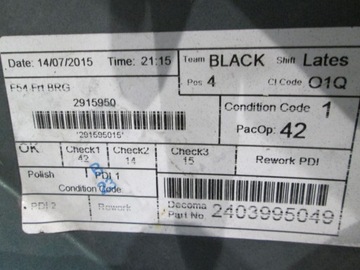 Date: 14/07/2015 Time: 21:15 Team BLACK Shift Lates
Pos 4 CI Code O1Q
F54 Frt BRG
2915950
*291595015*
Condition Code 1
PacOp: 42
OK Check1 42 Check2 14 Check3 15 Rework PDI
Polish PDI 1
Condition Code:
PDI 2 Rework
Decoma Part No. 2403995049